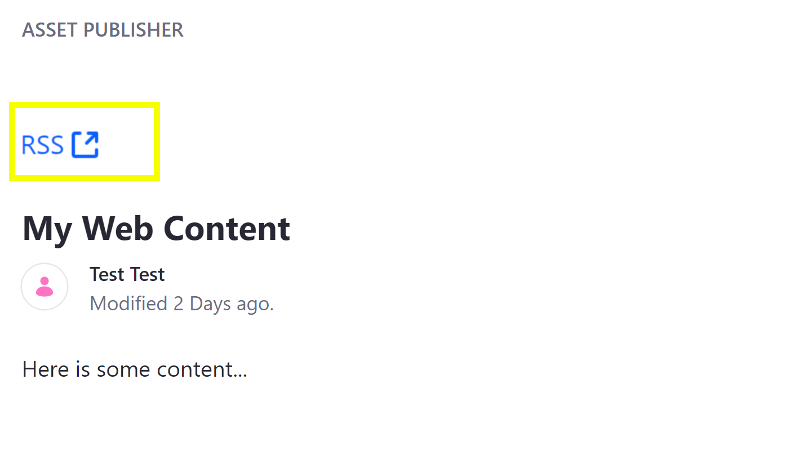 ASSET PUBLISHER
RSS
My Web Content
Test Test
Modified 2 Days ago.
Here is some content...